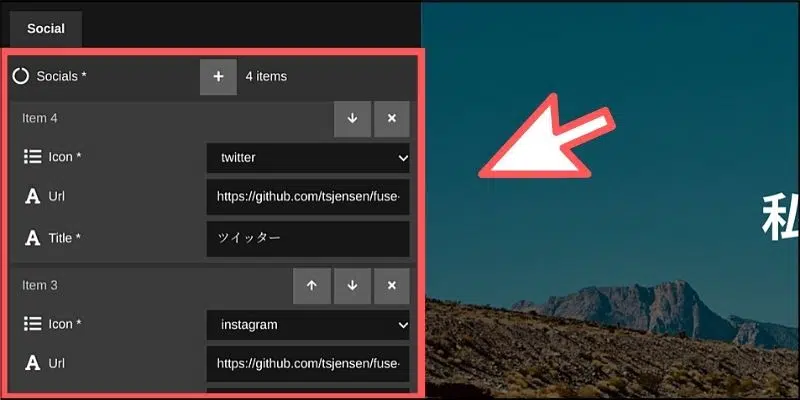 Social
Socials *
+
4 items
Item 4
Icon *
twitter
Url
https://github.com/tsjensen/fuse-
Title *
ツイッター
Item 3
Icon *
instagram
Url
https://github.com/tsjensen/fuse-
私